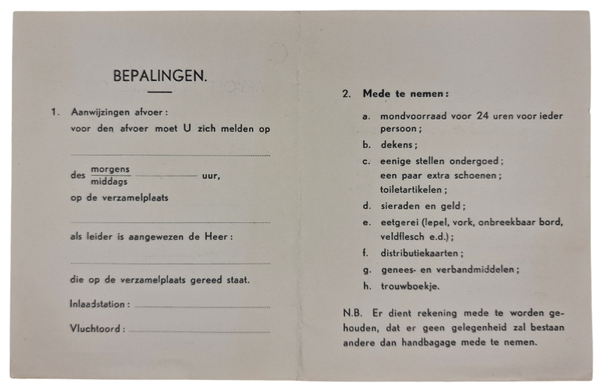 BEPALINGEN.
1. Aanwijzingen afvoer :
voor den afvoer moet U zich melden op
des morgens
middags uur,
op de verzamelplaats
als leider is aangewezen de Heer :
die op de verzamelplaats gereed staat.
Inlaadstation :
Vluchtoord :
2. Mede te nemen :
a. mondvoorraad voor 24 uren voor ieder
persoon ;
b. dekens ;
c. eenige stellen ondergoed ;
een paar extra schoenen ;
toiletartikelen ;
d. sieraden en geld ;
e. eetgerei (lepel, vork, onbreekbaar bord,
veldflesch e.d.) ;
f. distributiekaarten ;
g. genees- en verbandmiddelen ;
h. trouwboekje.
N.B. Er dient rekening mede te worden ge-
houden, dat er geen gelegenheid zal bestaan
andere dan handbagage mede te nemen.